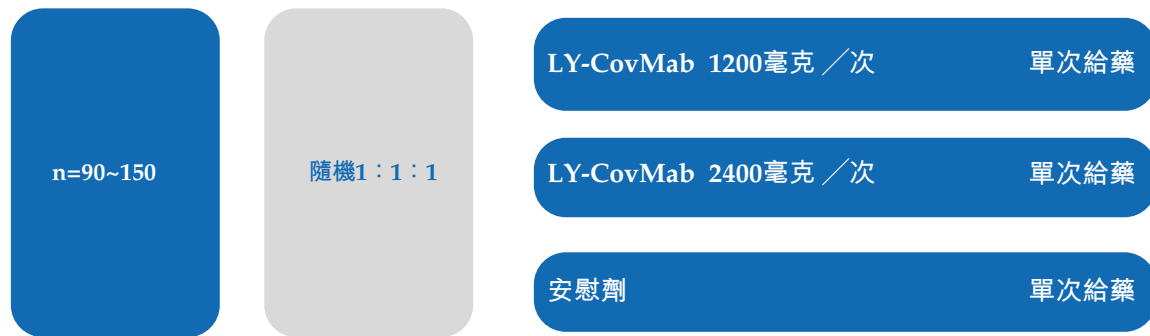 n=90~150
隨機1：1：1
LY-CovMab 1200毫克╱次 單次給藥
LY-CovMab 2400毫克╱次 單次給藥
安慰劑 單次給藥